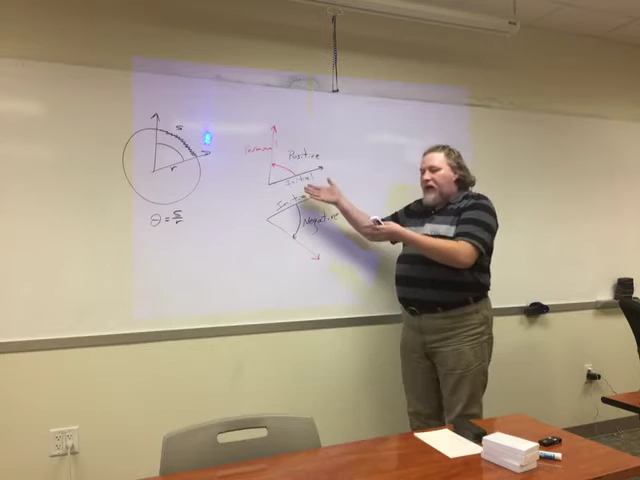 s
r
Θ = s/r
Terminal
Positive
Initial
Initial
Negative